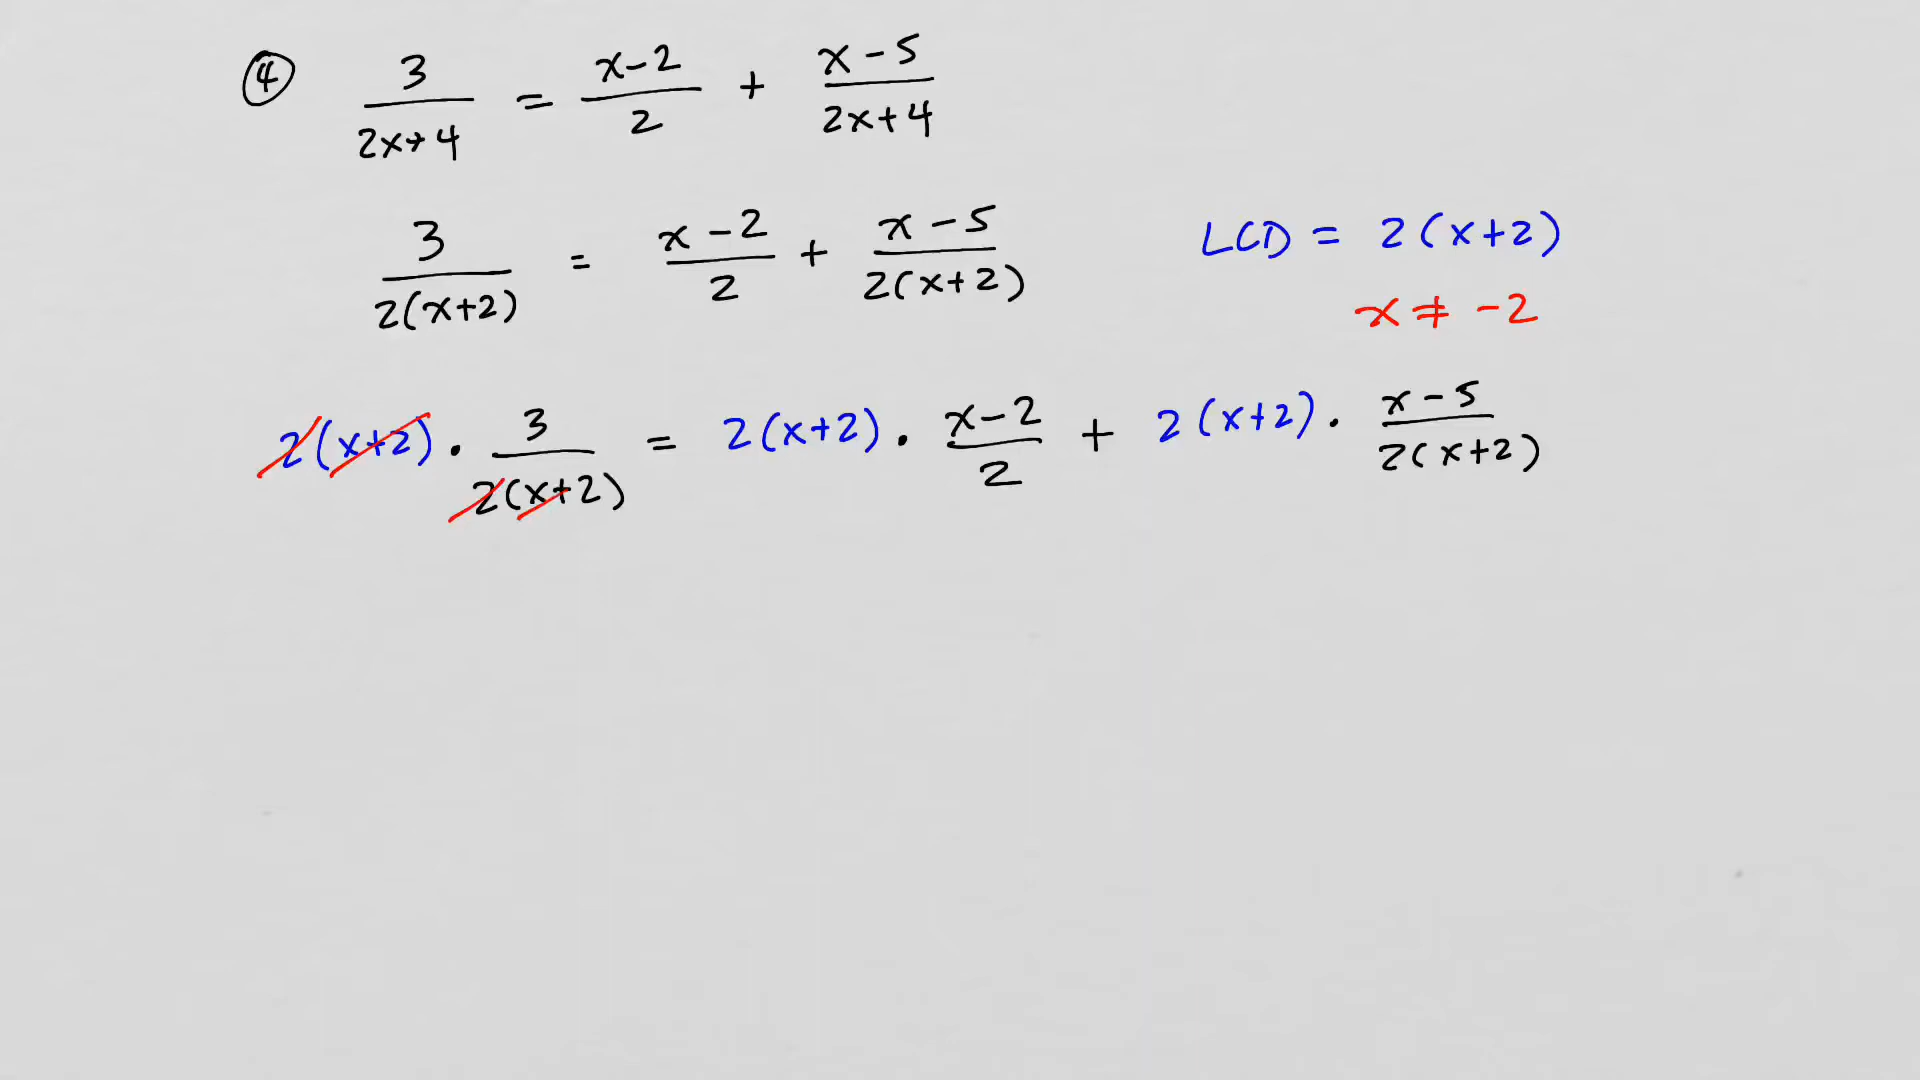 ④ 3/(2x+4) = (x-2)/2 + (x-5)/(2x+4)
3/(2(x+2)) = (x-2)/2 + (x-5)/(2(x+2)) LCD = 2(x+2)
x ≠ -2
2(x+2) · 3/(2(x+2)) = 2(x+2) · (x-2)/2 + 2(x+2) · (x-5)/(2(x+2))